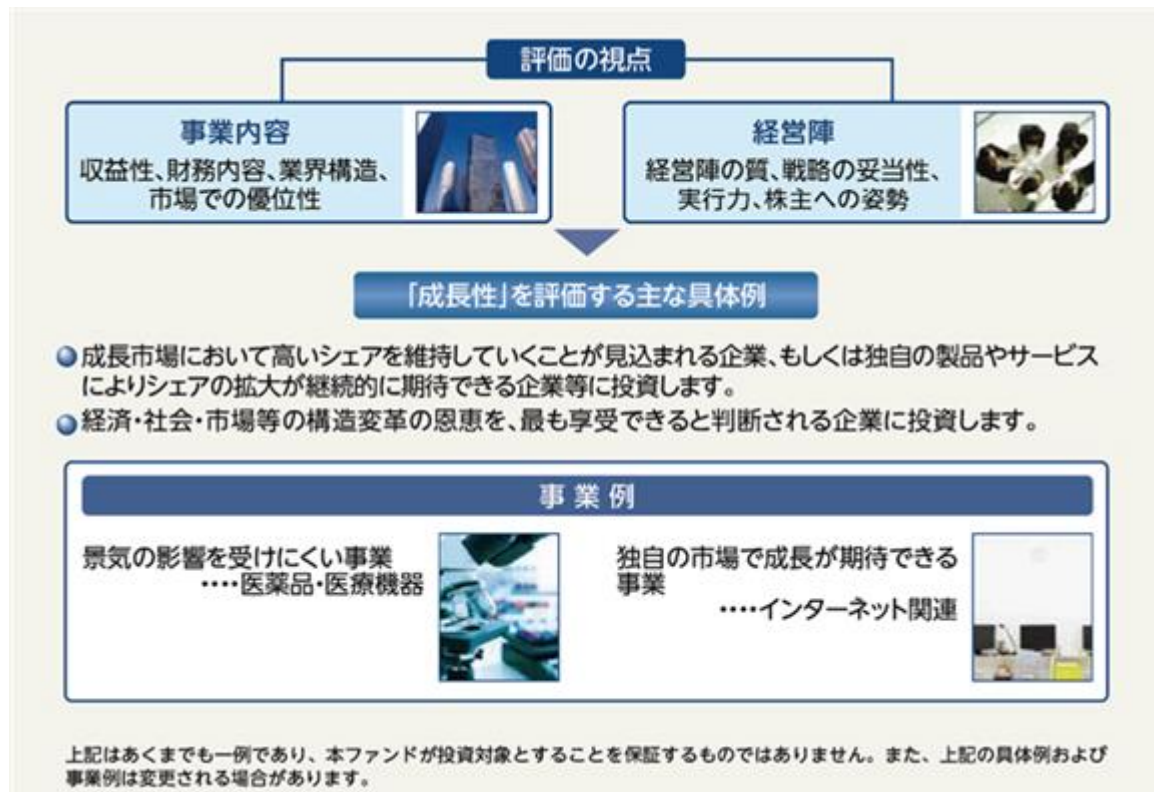 評価の視点
事業内容
収益性、財務内容、業界構造、
市場での優位性
経営陣
経営陣の質、戦略の妥当性、
実行力、株主への姿勢
「成長性」を評価する主な具体例
成長市場において高いシェアを維持していくことが見込まれる企業、もしくは独自の製品やサービス
によりシェアの拡大が継続的に期待できる企業等に投資します。
経済・社会・市場等の構造変革の恩恵を、最も享受できると判断される企業に投資します。
事業例
景気の影響を受けにくい事業
‥‥医薬品・医療機器
独自の市場で成長が期待できる
事業
‥‥インターネット関連
上記はあくまでも一例であり、本ファンドが投資対象とすることを保証するものではありません。また、上記の具体例および
事業例は変更される場合があります。